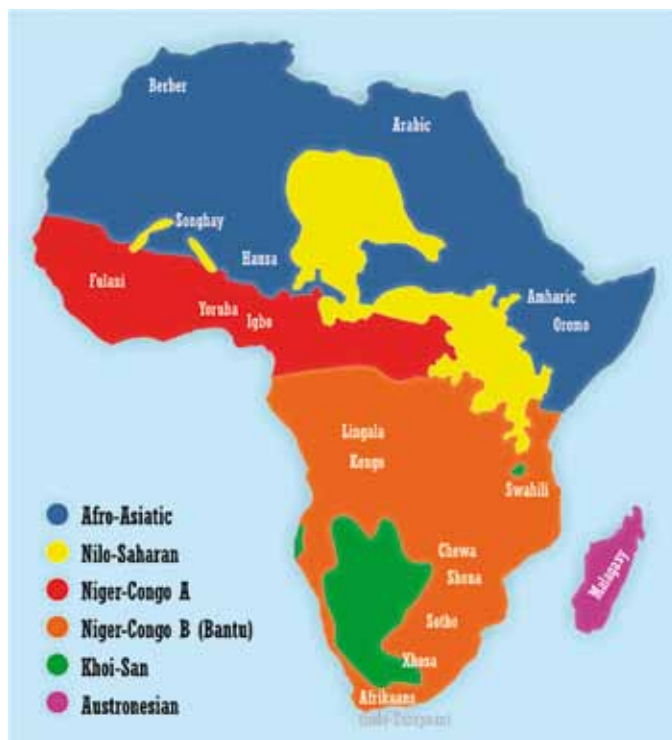 Berber
Arabic
Songhay
Hausa
Fulani
Yoruba
Igbo
Amharic
Oromo
Lingala
Kongo
Swahili
Chewa
Shona
Malagasy
Sotho
Xhosa
Afrikaans
Afro-Asiatic
Nilo-Saharan
Niger-Congo A
Niger-Congo B (Bantu)
Khoi-San
Austronesian